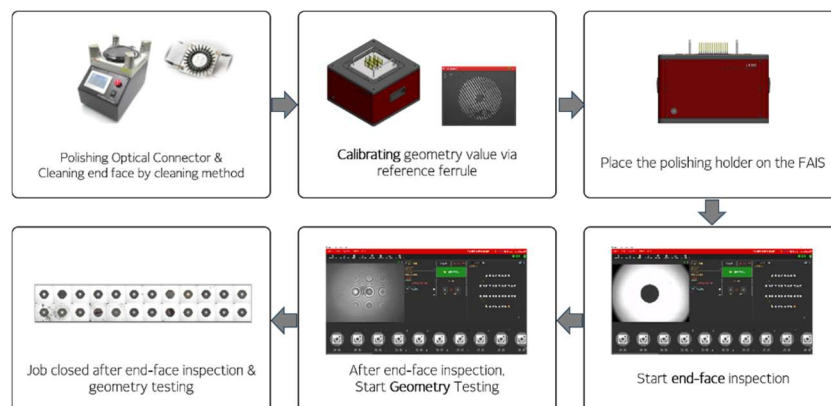 Polishing Optical Connector &
Cleaning end face by cleaning method
Calibrating geometry value via
reference ferrule
Place the polishing holder on the FAIS
Start end-face inspection
After end-face inspection,
Start Geometry Testing
Job closed after end-face inspection &
geometry testing